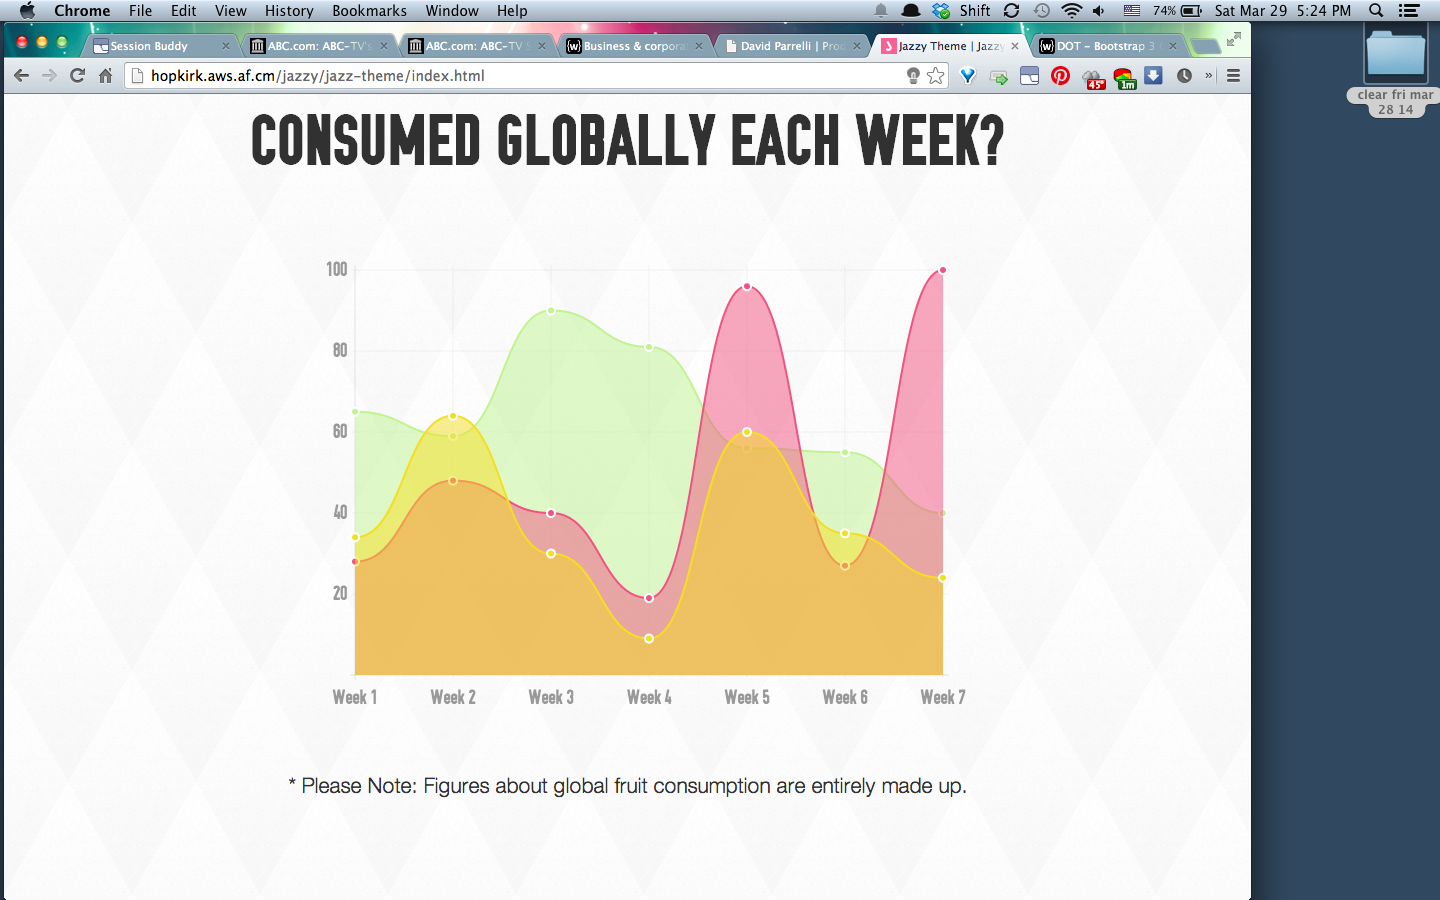 Chrome File Edit View History Bookmarks Window Help Shift 74% Sat Mar 29 5:24 PM
Session Buddy ABC.com: ABC-TV's ABC.com: ABC-TV Business & corpora David Parrelli | Pro Jazzy Theme | Jazzy DOT - Bootstrap 3
hopkirk.aws.af.cm/jazzy/jazz-theme/index.html
45° 1m »
clear fri mar
28 14
CONSUMED GLOBALLY EACH WEEK?
100
80
60
40
20
Week 1 Week 2 Week 3 Week 4 Week 5 Week 6 Week 7
* Please Note: Figures about global fruit consumption are entirely made up.